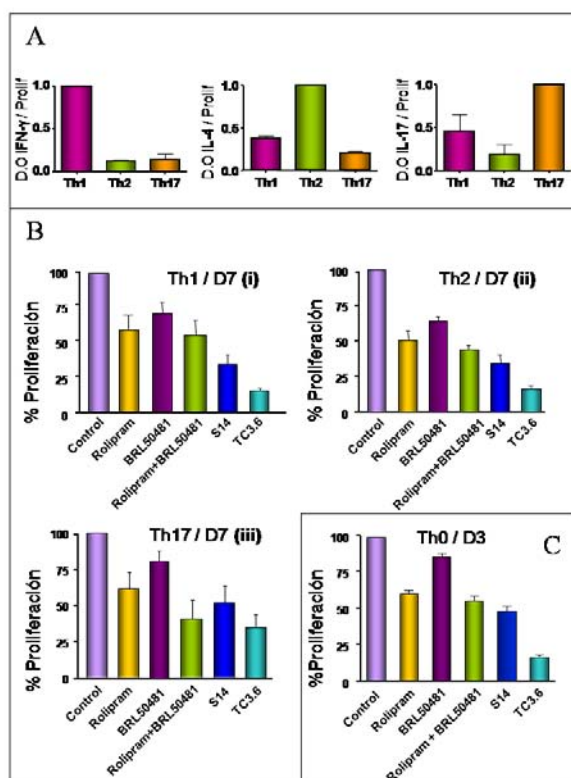 A
D.O IFN-γ / Prolif
1.0
0.5
0.0
Th1 Th2 Th17
D.O IL-4 / Prolif
1.0
0.5
0.0
Th1 Th2 Th17
D.O IL-17 / Prolif
1.0
0.5
0.0
Th1 Th2 Th17
B
Th1 / D7 (i)
% Proliferación
100
75
50
25
0
Control
Rolipram
BRL50481
Rolipram+BRL50481
S14
TC3.6
Th2 / D7 (ii)
% Proliferación
100
75
50
25
0
Control
Rolipram
BRL50481
Rolipram+BRL50481
S14
TC3.6
Th17 / D7 (iii)
% Proliferación
100
75
50
25
0
Control
Rolipram
BRL50481
Rolipram+BRL50481
S14
TC3.6
C
Th0 / D3
%Proliferación
100
75
50
25
0
Control
Rolipram
BRL50481
Rolipram + BRL50481
S14
TC3.6